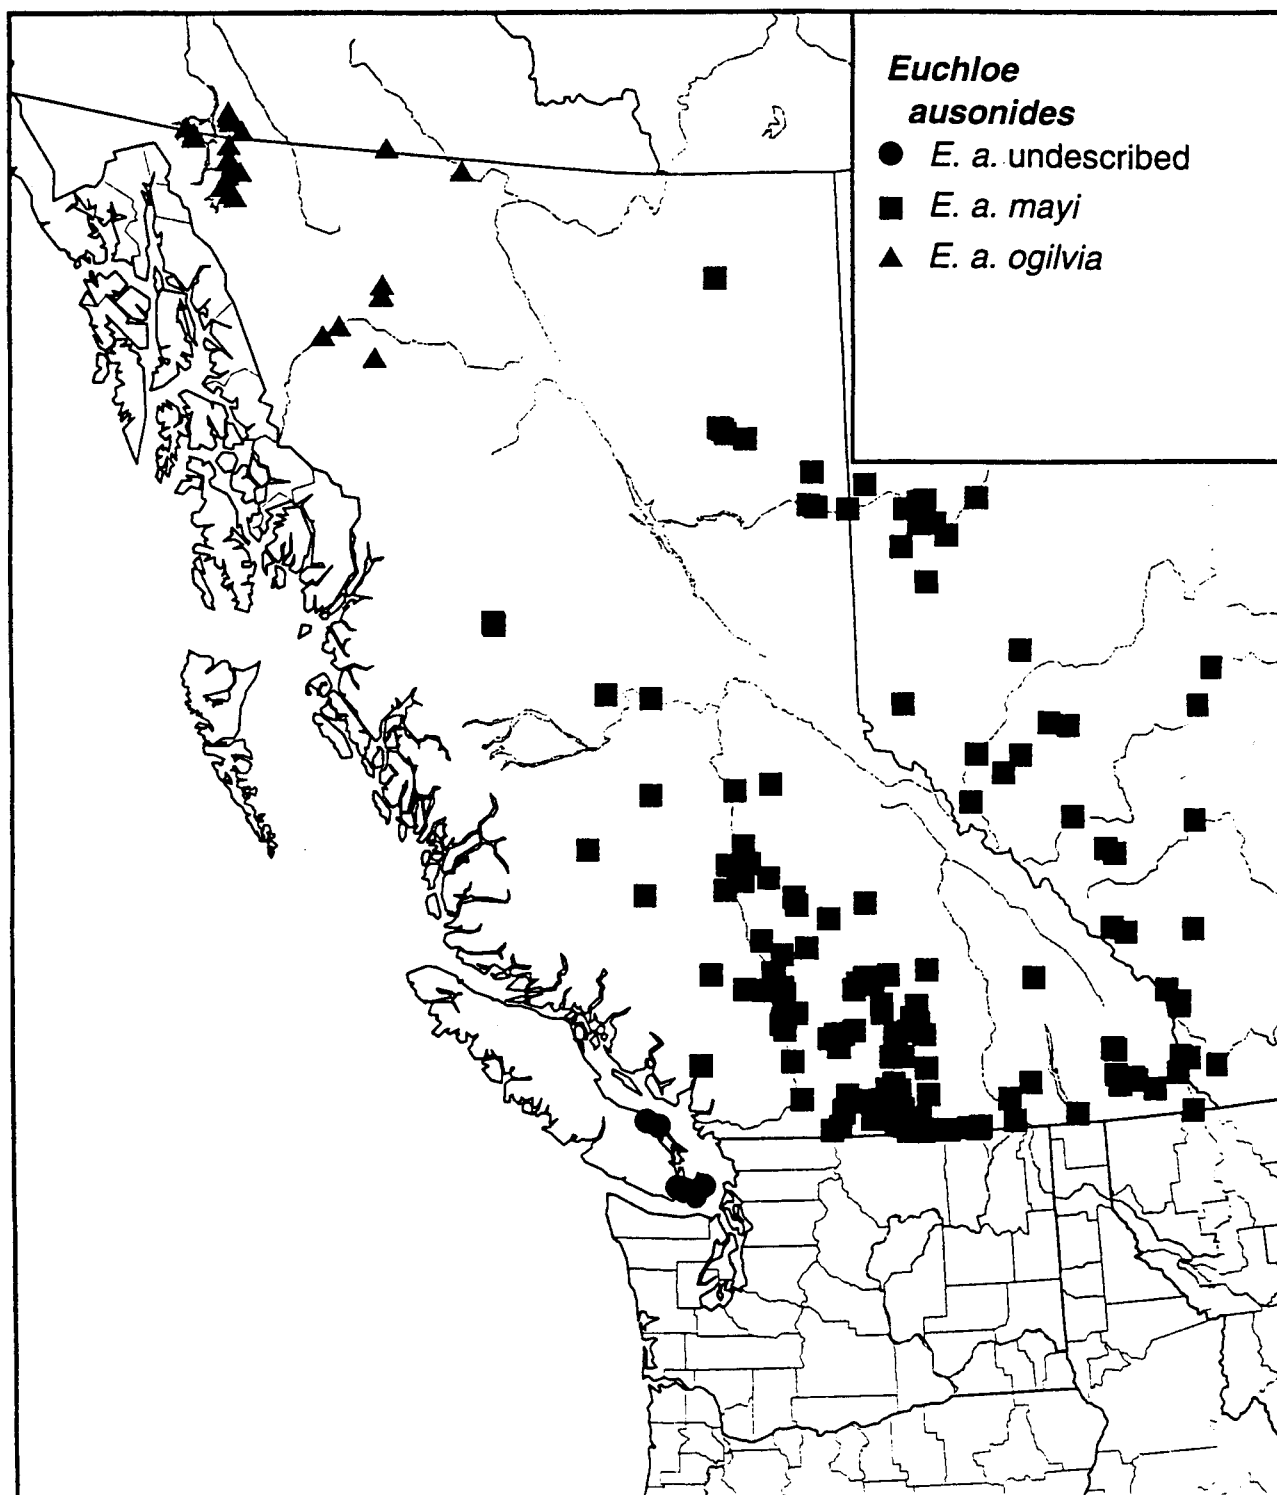 Euchloe
ausonides
E. a. undescribed
E. a. mayi
E. a. ogilvia